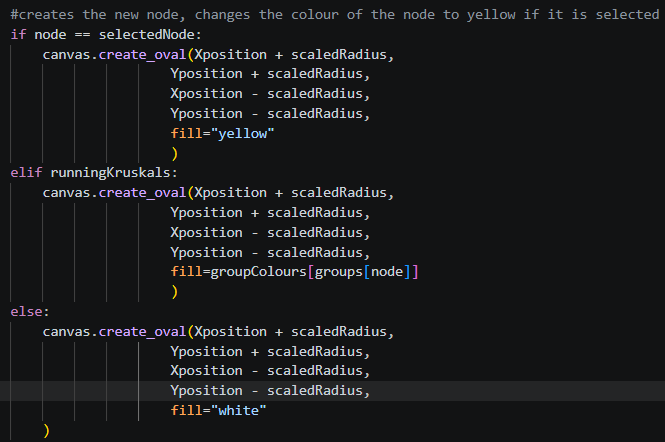 #creates the new node, changes the colour of the node to yellow if it is selected
if node == selectedNode:
    canvas.create_oval(Xposition + scaledRadius,
                    Yposition + scaledRadius,
                    Xposition - scaledRadius,
                    Yposition - scaledRadius,
                    fill="yellow"
                    )
elif runningKruskals:
    canvas.create_oval(Xposition + scaledRadius,
                    Yposition + scaledRadius,
                    Xposition - scaledRadius,
                    Yposition - scaledRadius,
                    fill=groupColours[groups[node]]
                    )
else:
    canvas.create_oval(Xposition + scaledRadius,
                    Yposition + scaledRadius,
                    Xposition - scaledRadius,
                    Yposition - scaledRadius,
                    fill="white"
    )